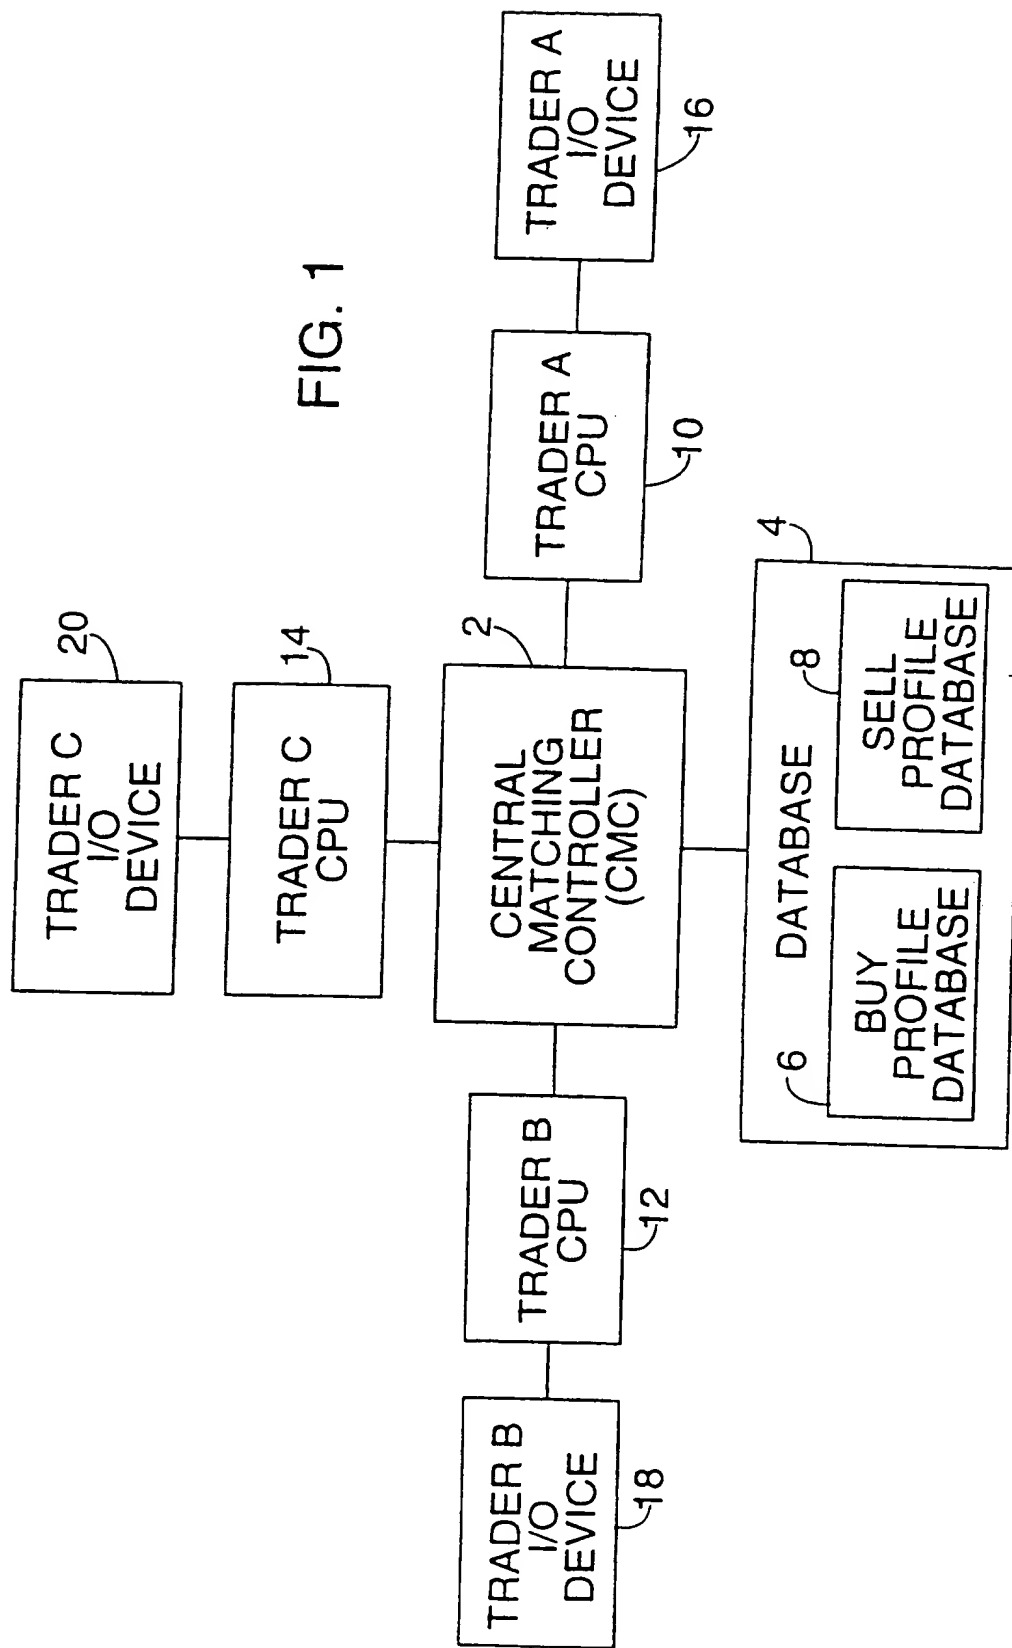 FIG. 1
20
TRADER C
I/O
DEVICE
14
TRADER C
CPU
TRADER B
I/O
DEVICE
18
TRADER B
CPU
12
2
CENTRAL
MATCHING
CONTROLLER
(CMC)
TRADER A
CPU
10
TRADER A
I/O
DEVICE
16
4
DATABASE
6
BUY
PROFILE
DATABASE
8
SELL
PROFILE
DATABASE